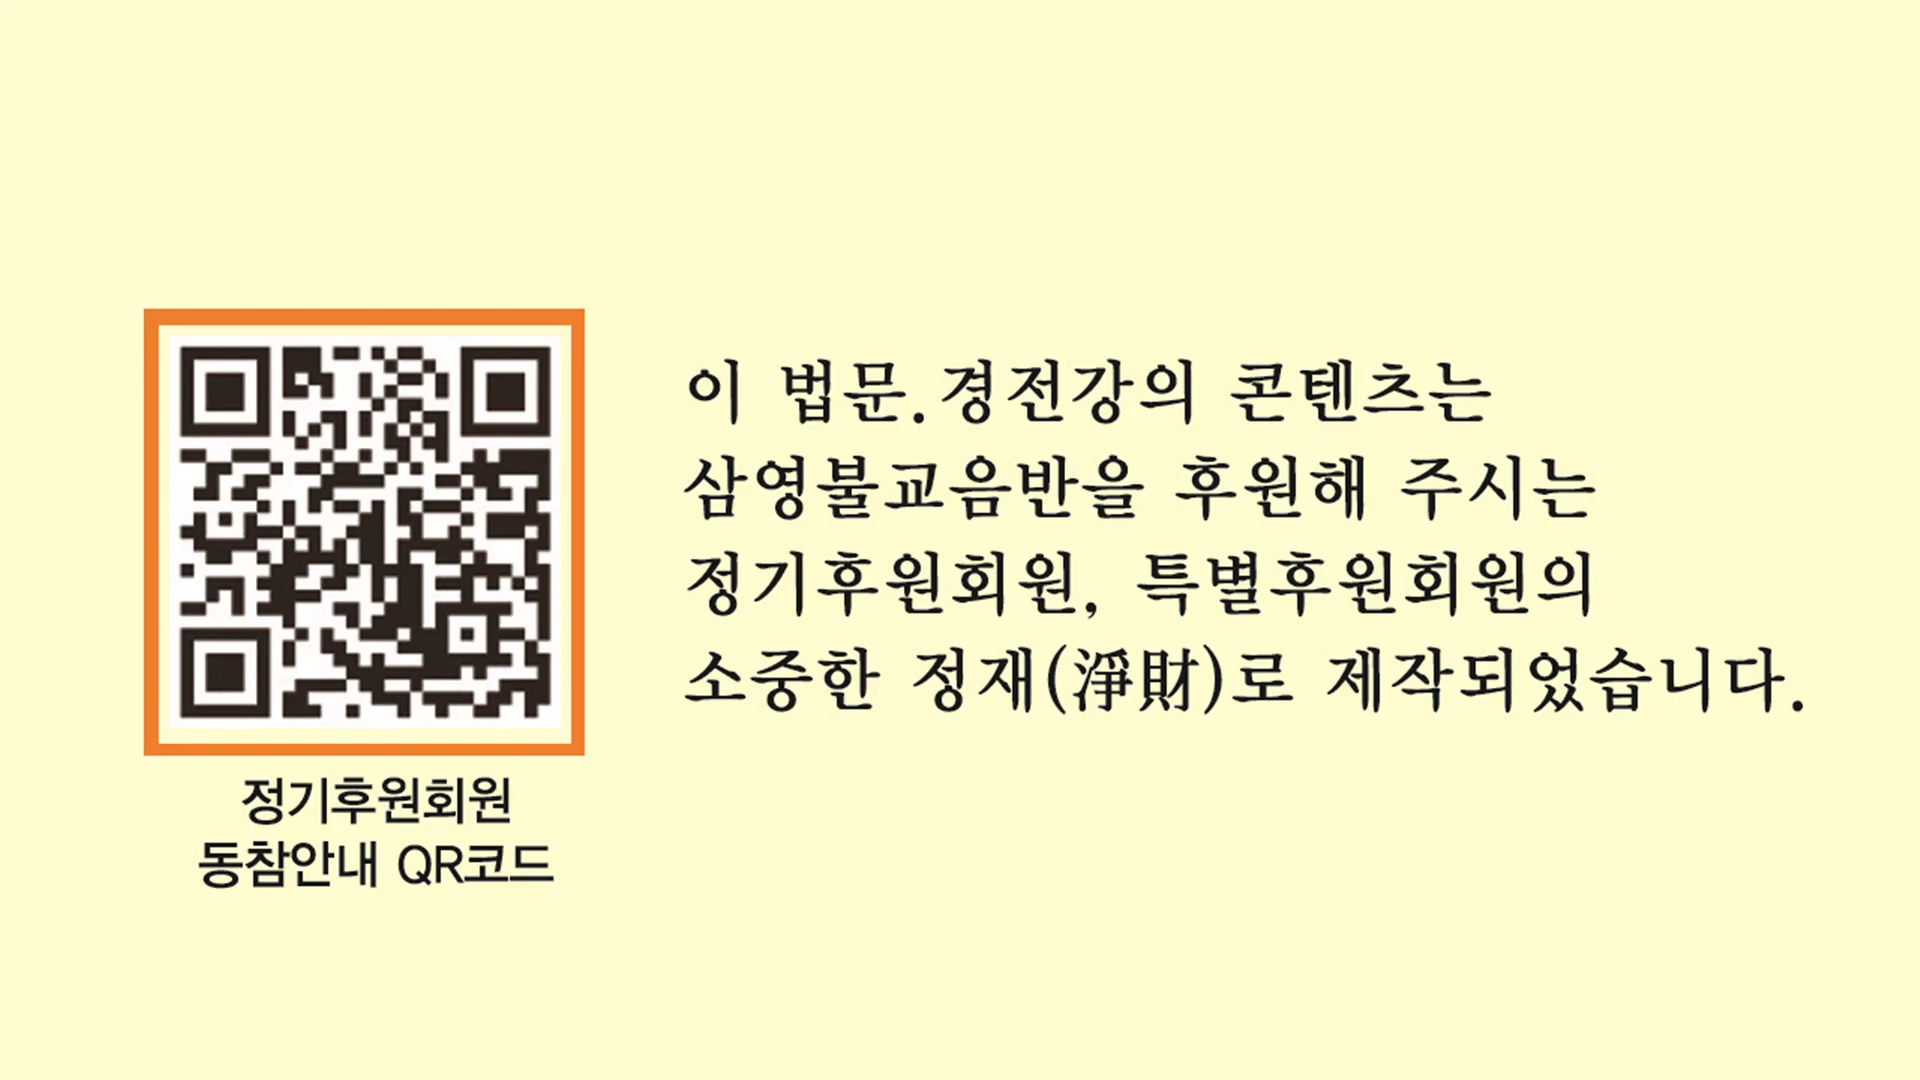 이 법문.경전강의 콘텐츠는
삼영불교음반을 후원해 주시는
정기후원회원, 특별후원회원의
소중한 정재(淨財)로 제작되었습니다.
정기후원회원
동참안내 QR코드